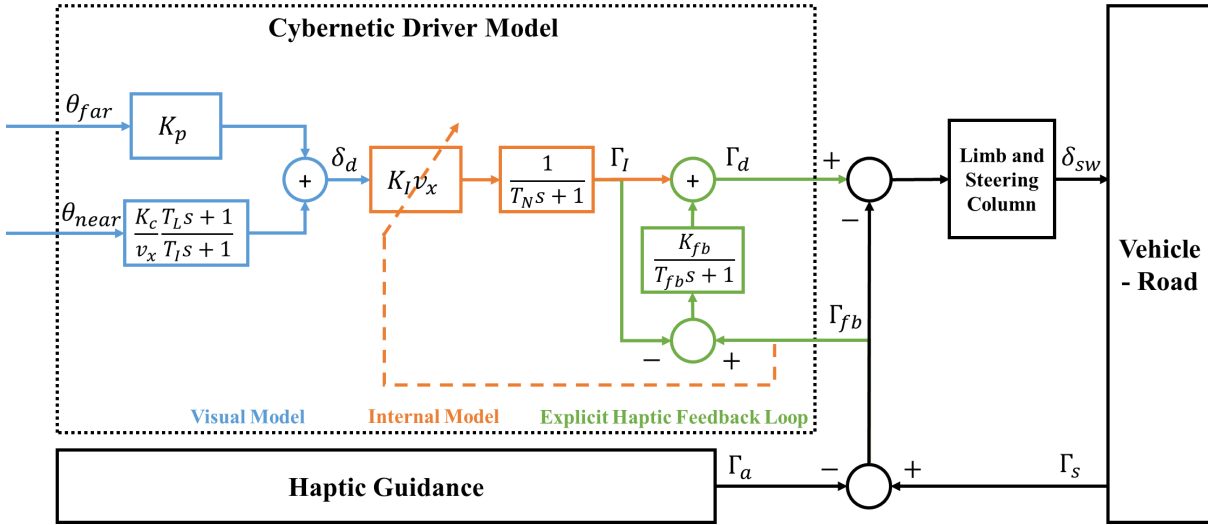 Cybernetic Driver Model
θ_far
K_p
δ_d
K_I v_x
1
T_N s + 1
Γ_I
Γ_d
+
+
+
−
Limb and
Steering
Column
δ_sw
θ_near
K_c T_L s + 1
v_x T_I s + 1
K_fb
T_fb s + 1
Vehicle
- Road
Γ_fb
−
+
Visual Model
Internal Model
Explicit Haptic Feedback Loop
Haptic Guidance
Γ_a
−
+
Γ_s